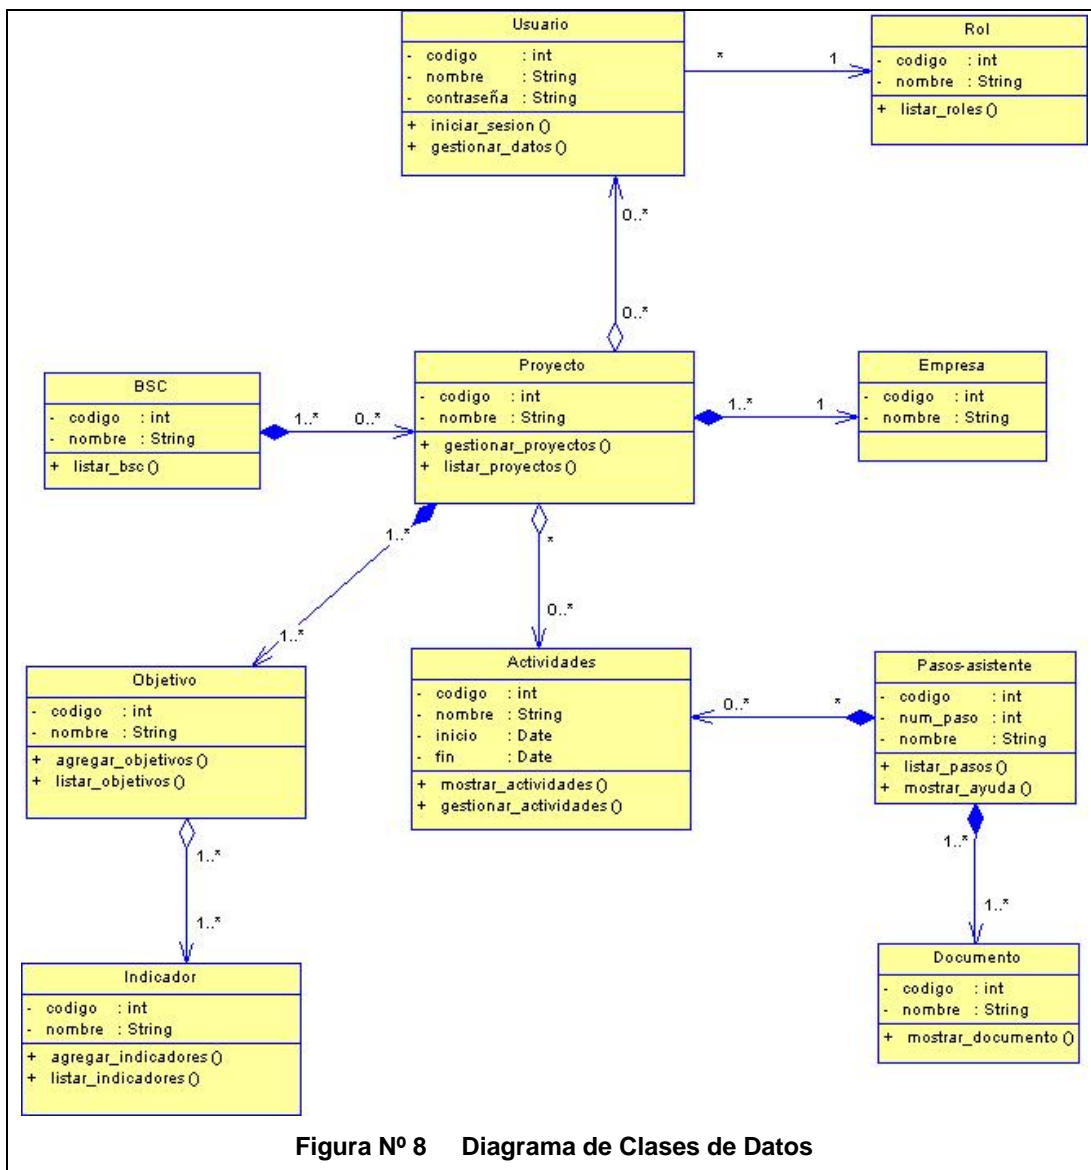 Usuario
- codigo : int
- nombre : String
- contraseña : String
+ iniciar_sesion ()
+ gestionar_datos ()
* 1
Rol
- codigo : int
- nombre : String
+ listar_roles ()
0..*
0..*
BSC
- codigo : int
- nombre : String
+ listar_bsc ()
1..* 0..*
Proyecto
- codigo : int
- nombre : String
+ gestionar_proyectos ()
+ listar_proyectos ()
1..* 1
Empresa
- codigo : int
- nombre : String
1..*
1..*
*
0..*
Objetivo
- codigo : int
- nombre : String
+ agregar_objetivos ()
+ listar_objetivos ()
Actividades
- codigo : int
- nombre : String
- inicio : Date
- fin : Date
+ mostrar_actividades ()
+ gestionar_actividades ()
0..* *
Pasos-asistente
- codigo : int
- num_paso : int
- nombre : String
+ listar_pasos ()
+ mostrar_ayuda ()
1..*
1..*
1..*
1..*
Indicador
- codigo : int
- nombre : String
+ agregar_indicadores ()
+ listar_indicadores ()
Documento
- codigo : int
- nombre : String
+ mostrar_documento ()
Figura Nº 8 Diagrama de Clases de Datos